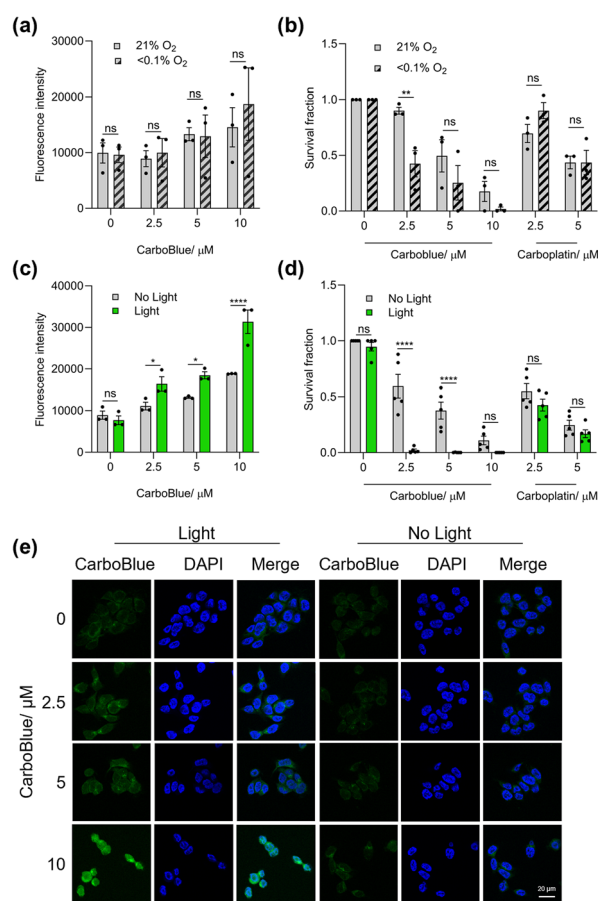 (a)
40000
30000
20000
10000
0
Fluorescence intensity
21% O2
<0.1% O2
ns
ns
ns
ns
0
2.5
5
10
CarboBlue/ μM
(b)
1.5
1.0
0.5
0.0
Survival fraction
21% O2
<0.1% O2
**
ns
ns
ns
ns
0
2.5
5
10
2.5
5
Carboblue/ μM
Carboplatin/ μM
(c)
40000
30000
20000
10000
0
Fluorescence intensity
No Light
Light
ns
*
*
****
0
2.5
5
10
CarboBlue/ μM
(d)
1.5
1.0
0.5
0.0
Survival fraction
No Light
Light
ns
****
****
ns
ns
ns
0
2.5
5
10
2.5
5
Carboblue/ μM
Carboplatin/ μM
(e)
Light
No Light
CarboBlue DAPI Merge CarboBlue DAPI Merge
CarboBlue/ μM
0
2.5
5
10
20 μm